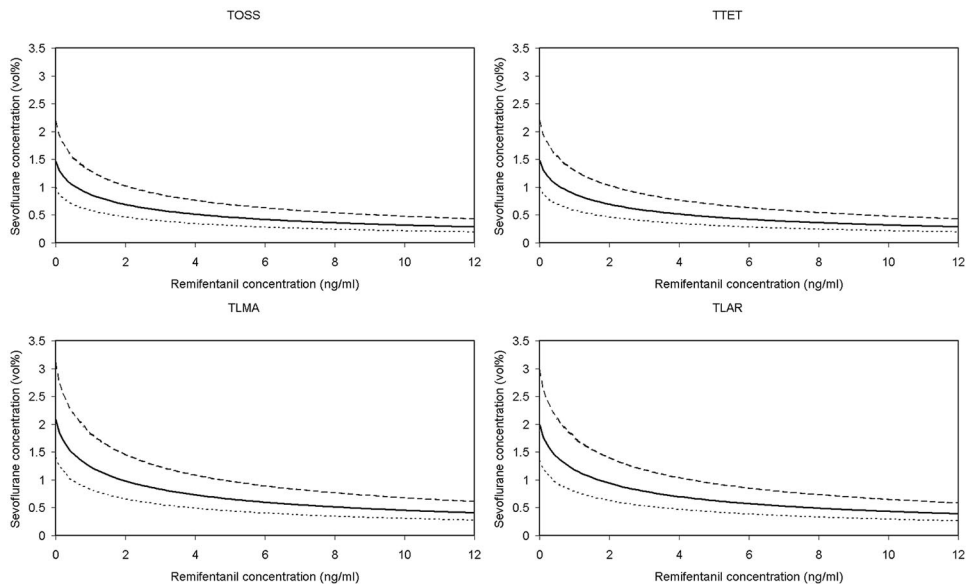 TOSS
3.5
3
2.5
2
1.5
1
0.5
0
Sevoflurane concentration (vol%)
0 2 4 6 8 10 12
Remifentanil concentration (ng/ml)
TTET
3.5
3
2.5
2
1.5
1
0.5
0
Sevoflurane concentration (vol%)
0 2 4 6 8 10 12
Remifentanil concentration (ng/ml)
TLMA
3.5
3
2.5
2
1.5
1
0.5
0
Sevoflurane concentration (vol%)
0 2 4 6 8 10 12
Remifentanil concentration (ng/ml)
TLAR
3.5
3
2.5
2
1.5
1
0.5
0
Sevoflurane concentration (vol%)
0 2 4 6 8 10 12
Remifentanil concentration (ng/ml)